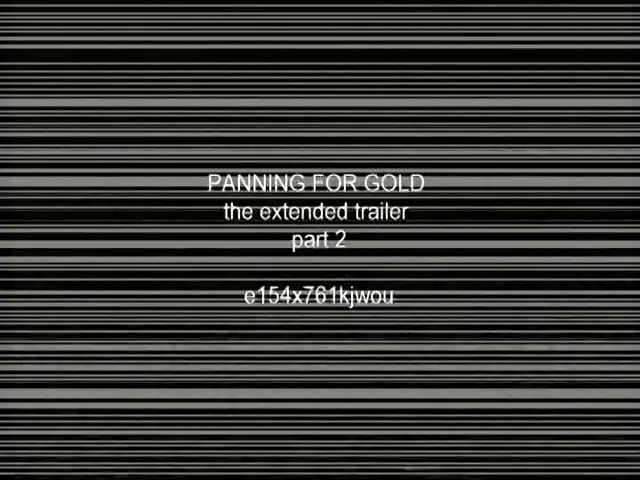 PANNING FOR GOLD
the extended trailer
part 2
e154x761kjwou